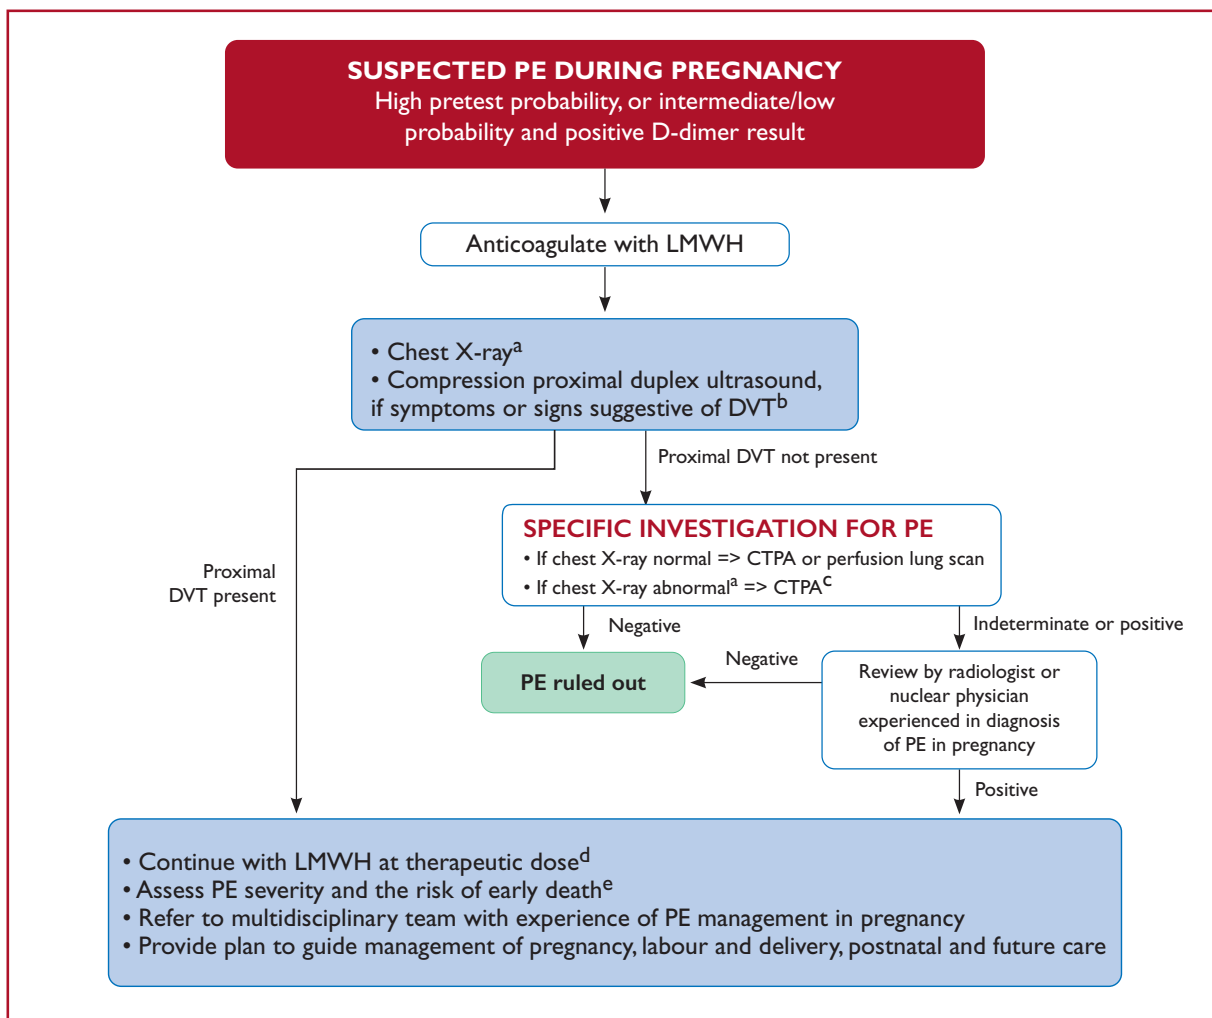 SUSPECTED PE DURING PREGNANCY
High pretest probability, or intermediate/low
probability and positive D-dimer result
Anticoagulate with LMWH
• Chest X-rayᵃ
• Compression proximal duplex ultrasound,
if symptoms or signs suggestive of DVTᵇ
Proximal DVT not present
SPECIFIC INVESTIGATION FOR PE
• If chest X-ray normal => CTPA or perfusion lung scan
• If chest X-ray abnormalᵃ => CTPAᶜ
Proximal
DVT present
Negative
Indeterminate or positive
PE ruled out
Negative
Review by radiologist or
nuclear physician
experienced in diagnosis
of PE in pregnancy
Positive
• Continue with LMWH at therapeutic doseᵈ
• Assess PE severity and the risk of early deathᵉ
• Refer to multidisciplinary team with experience of PE management in pregnancy
• Provide plan to guide management of pregnancy, labour and delivery, postnatal and future care